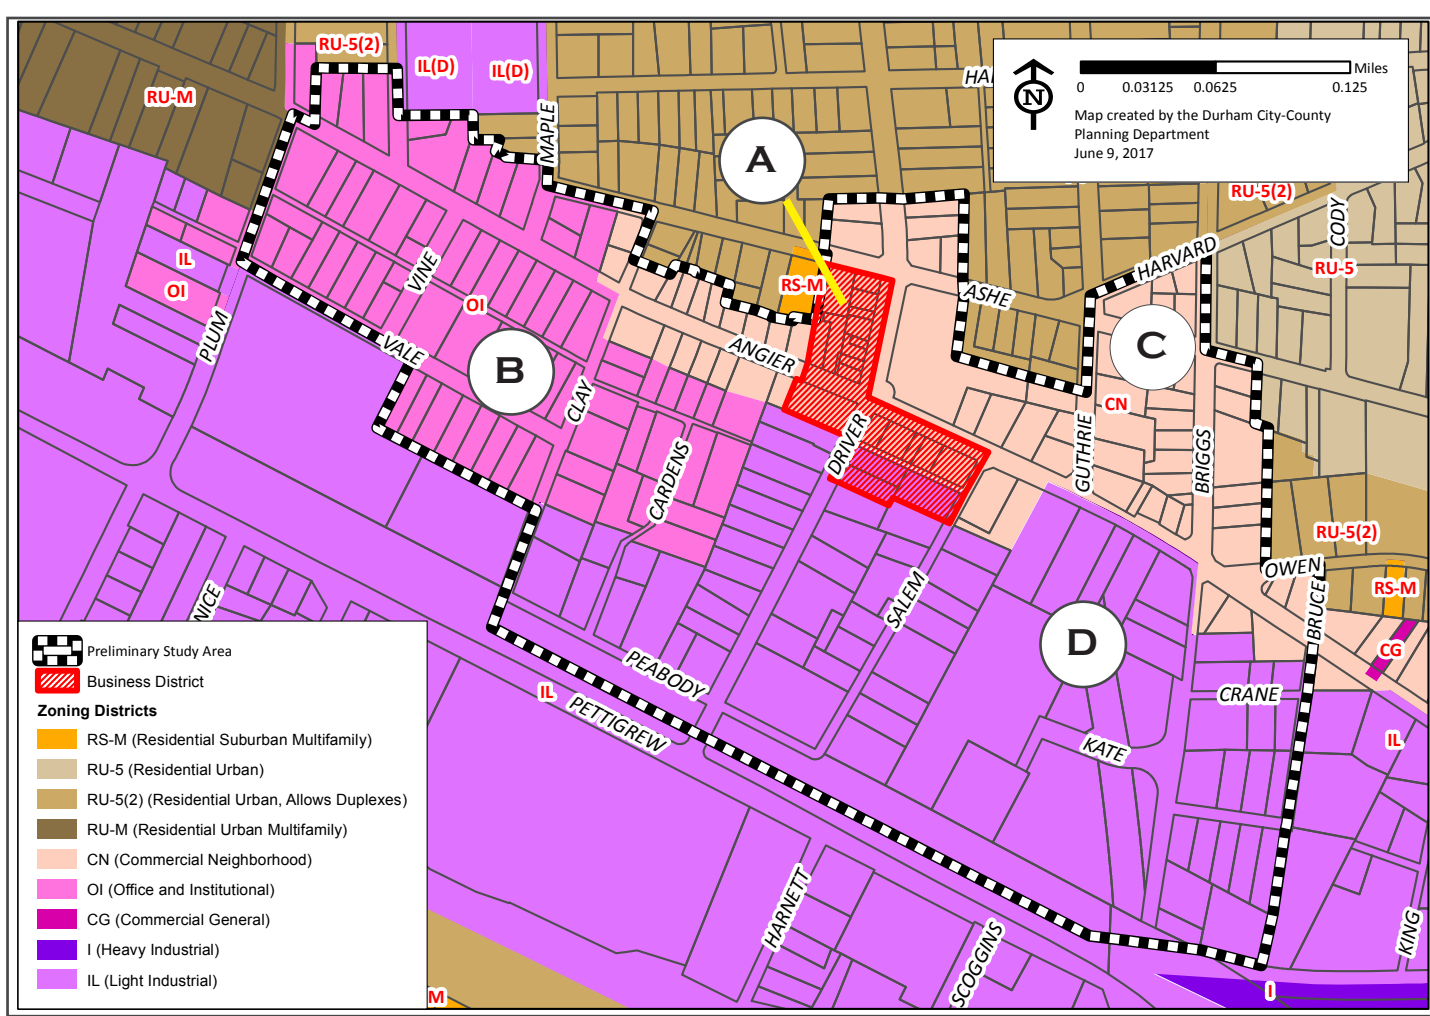 RU-5(2)
IL(D)
IL(D)
RU-M
MAPLE
A
N
0
0.03125
0.0625
0.125
Miles
Map created by the Durham City-County
Planning Department
June 9, 2017
RU-5(2)
CODY
HARVARD
RU-5
IL
OI
VINE
OI
RS-M
ASHE
PLUM
VALE
B
ANGIER
C
CN
CLAY
DRIVER
GUTHRIE
BRIGGS
CARDENS
RU-5(2)
OWEN
RS-M
BRUCE
SALEM
D
CG
PEABODY
CRANE
IL
PETTIGREW
KATE
IL
HARNETT
SCOGGINS
KING
I
M
Preliminary Study Area
Business District
Zoning Districts
RS-M (Residential Suburban Multifamily)
RU-5 (Residential Urban)
RU-5(2) (Residential Urban, Allows Duplexes)
RU-M (Residential Urban Multifamily)
CN (Commercial Neighborhood)
OI (Office and Institutional)
CG (Commercial General)
I (Heavy Industrial)
IL (Light Industrial)